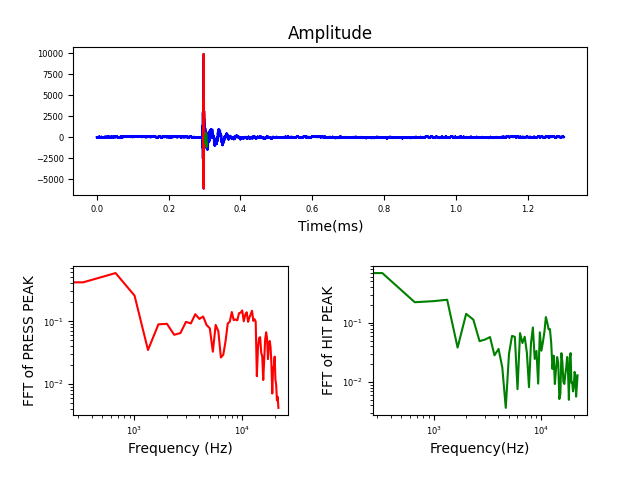 Amplitude
10000
7500
5000
2500
0
−2500
−5000
0.0 0.2 0.4 0.6 0.8 1.0 1.2
Time(ms)
FFT of PRESS PEAK
10⁻¹
10⁻²
10³ 10⁴
Frequency (Hz)
FFT of HIT PEAK
10⁻¹
10⁻²
10³ 10⁴
Frequency(Hz)